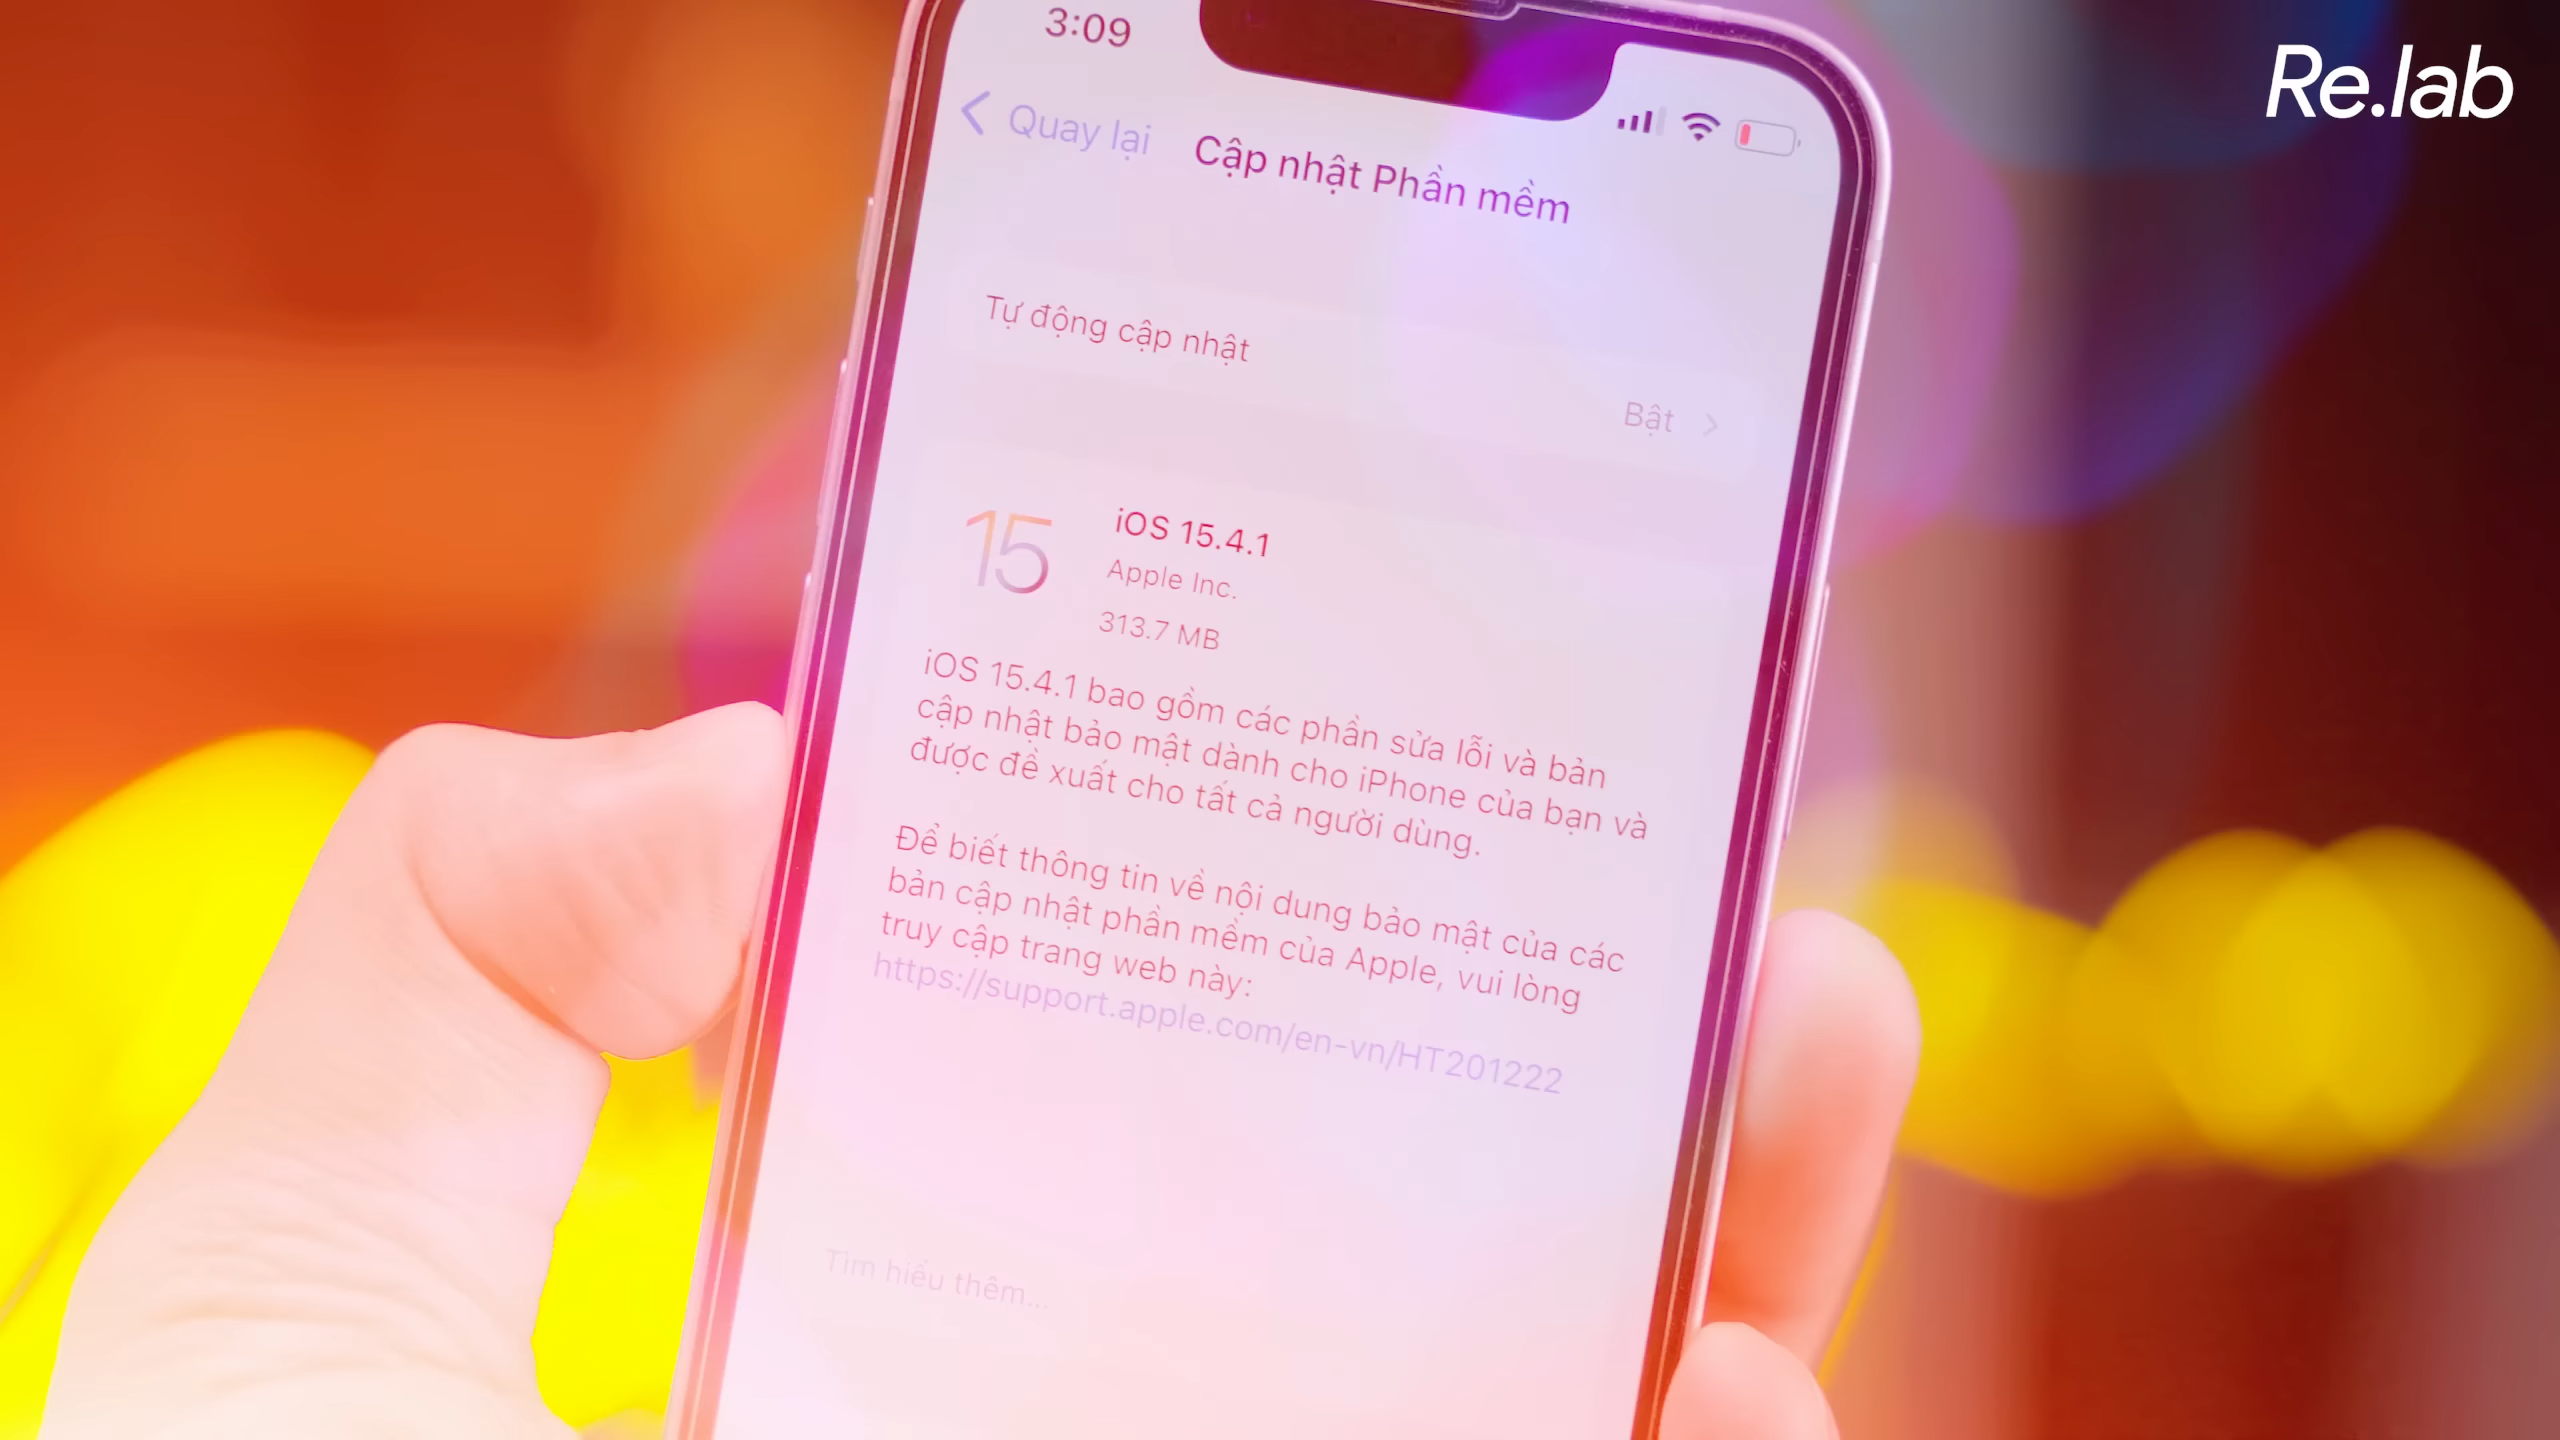 Re.lab
3:09
Quay lại
Cập nhật Phần mềm
Tự động cập nhật
Bật
15
iOS 15.4.1
Apple Inc.
313.7 MB
iOS 15.4.1 bao gồm các phần sửa lỗi và bản
cập nhật bảo mật dành cho iPhone của bạn và
được đề xuất cho tất cả người dùng.
Để biết thông tin về nội dung bảo mật của các
bản cập nhật phần mềm của Apple, vui lòng
truy cập trang web này:
https://support.apple.com/en-vn/HT201222
Tìm hiểu thêm...